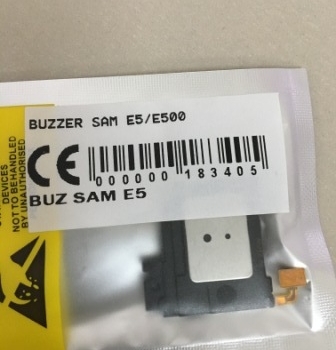 BUZZER SAM E5/E500
CE
000000 183405
BUZ SAM E5
DEVICES
NOT TO BE HANDLED
BY UNAUTHORISED